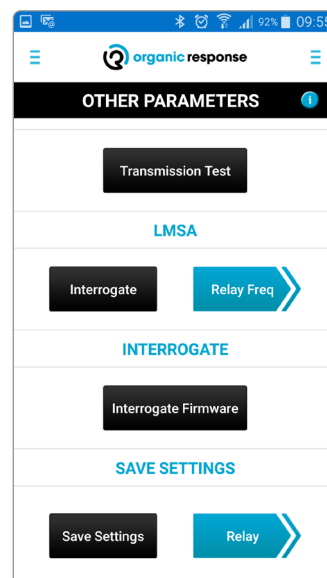 92% 09:55
organic response
OTHER PARAMETERS i
Transmission Test
LMSA
Interrogate Relay Freq
INTERROGATE
Interrogate Firmware
SAVE SETTINGS
Save Settings Relay